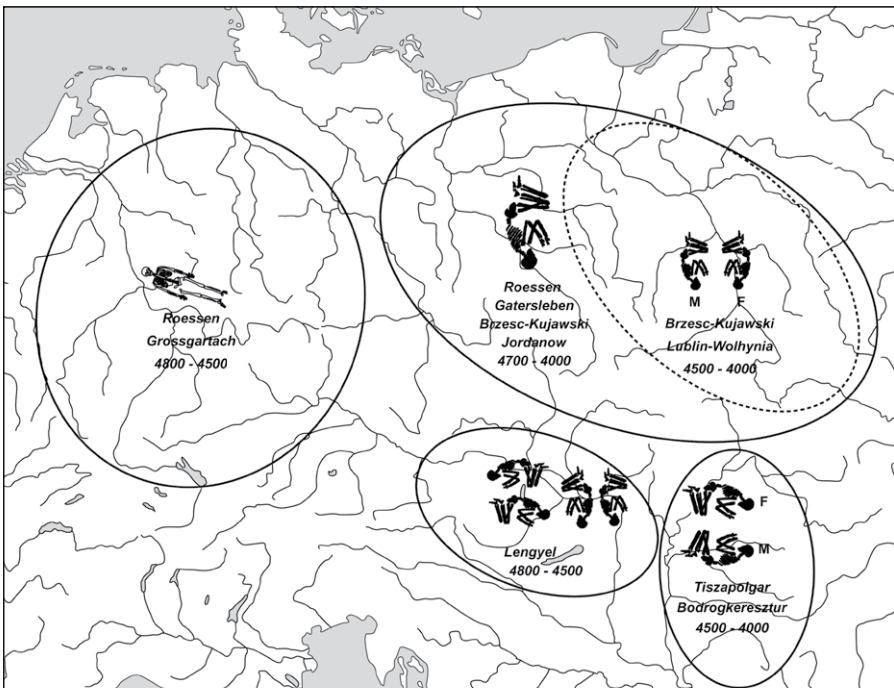 Roessen
Grossgartach
4800 - 4500
Roessen
Gatersleben
Brzesc-Kujawski
Jordanow
4700 - 4000
M F
Brzesc-Kujawski
Lublin-Wolhynia
4500 - 4000
Lengyel
4800 - 4500
F
M
Tiszapolgar
Bodrogkeresztur
4500 - 4000